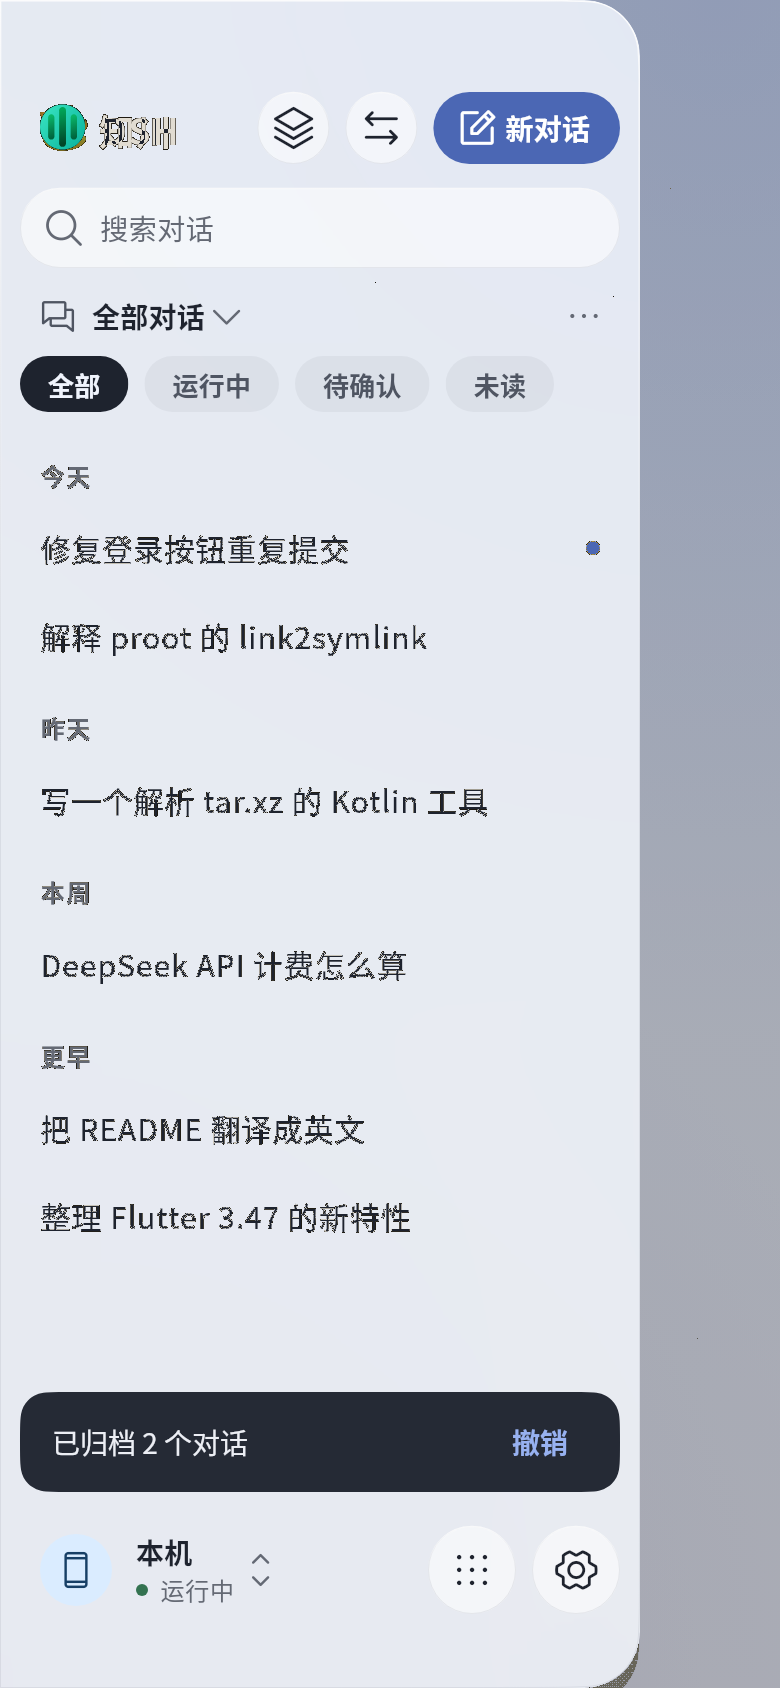 新对话
搜索对话
全部对话
全部 运行中 待确认 未读
今天
修复登录按钮重复提交
解释 proot 的 link2symlink
昨天
写一个解析 tar.xz 的 Kotlin 工具
本周
DeepSeek API 计费怎么算
更早
把 README 翻译成英文
整理 Flutter 3.47 的新特性
已归档 2 个对话 撤销
本机
运行中